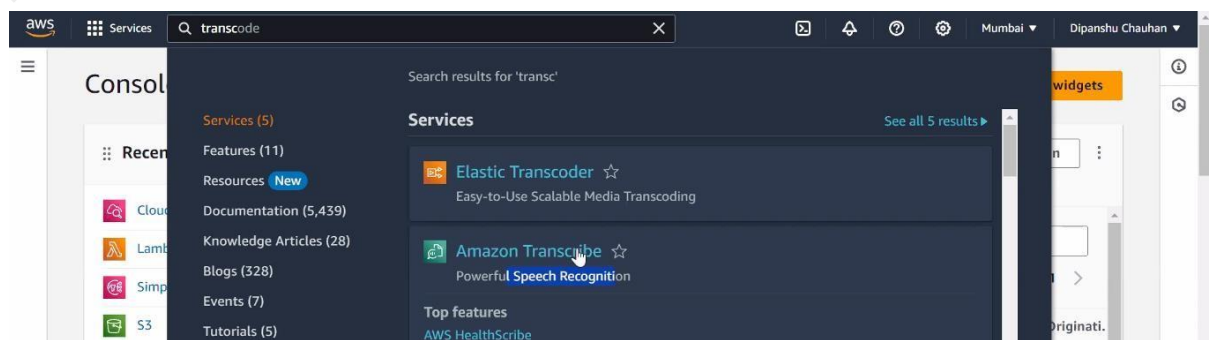 aws
Services
transcode
Mumbai ▼
Dipanshu Chauhan ▼
Consol
widgets
Search results for 'transc'
Services (5)
Features (11)
Resources New
Documentation (5,439)
Knowledge Articles (28)
Blogs (328)
Events (7)
Tutorials (5)
Services
See all 5 results ▶
Elastic Transcoder
Easy-to-Use Scalable Media Transcoding
Amazon Transcribe
Powerful Speech Recognition
Top features
AWS HealthScribe
Recen
Clou
Lamb
Simp
S3
n
Originati.